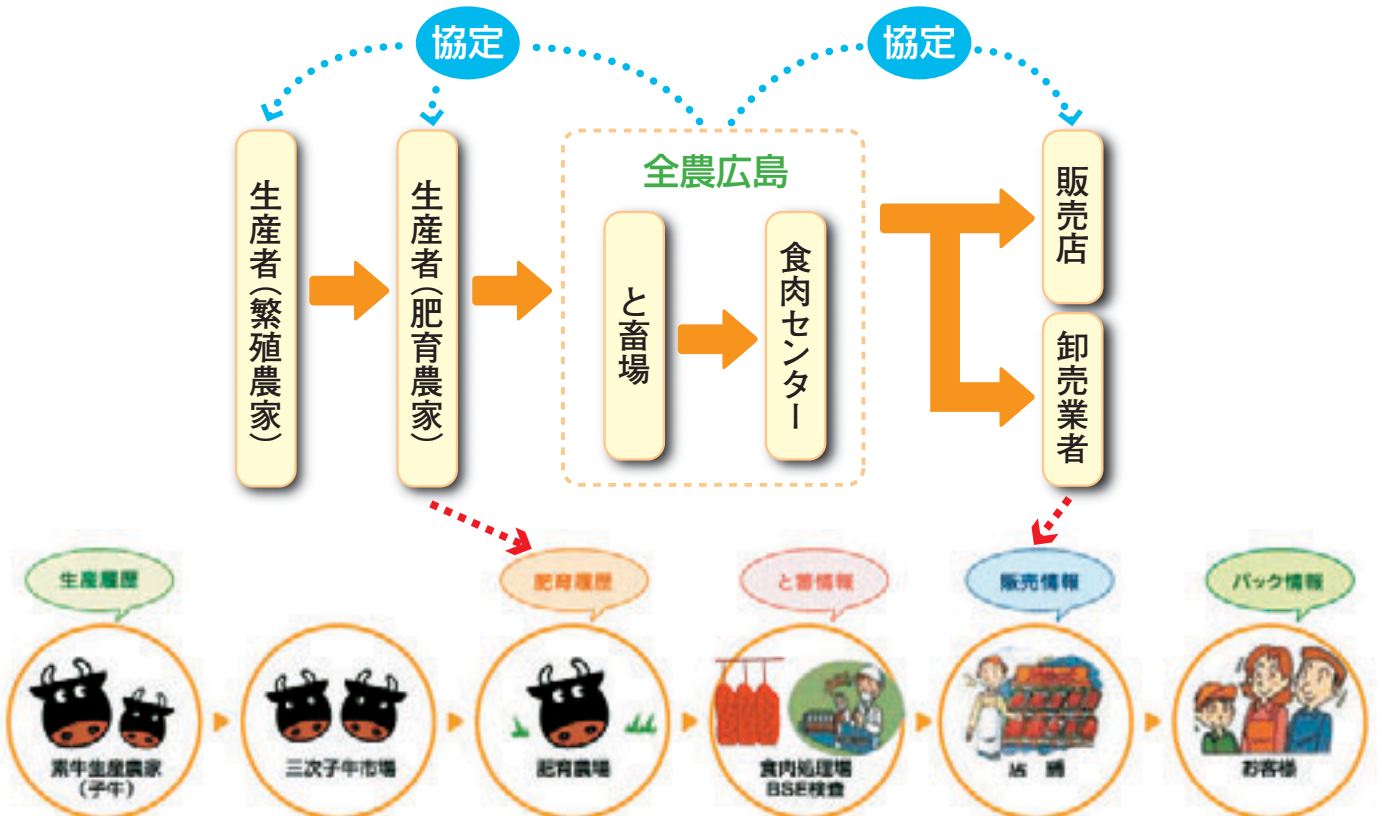 協定
協定
全農広島
生産者（繁殖農家）
生産者（肥育農家）
と畜場
食肉センター
販売店
卸売業者
生産履歴
肥育履歴
と畜情報
販売情報
パック情報
素牛生産農家
（子牛）
三次子牛市場
肥育農場
食肉処理場
BSE検査
店舗
お客様